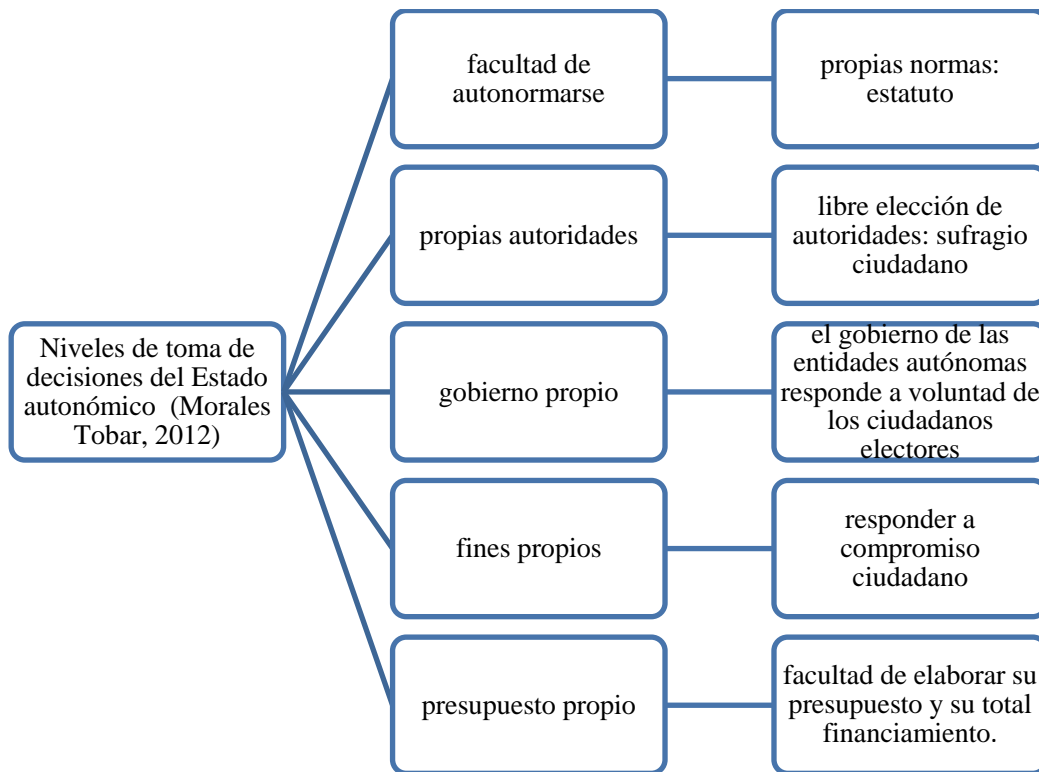 facultad de
autonormarse
propias normas:
estatuto
propias autoridades
libre elección de
autoridades: sufragio
ciudadano
Niveles de toma de
decisiones del Estado
autonómico (Morales
Tobar, 2012)
gobierno propio
el gobierno de las
entidades autónomas
responde a voluntad de
los ciudadanos
electores
fines propios
responder a
compromiso
ciudadano
presupuesto propio
facultad de elaborar su
presupuesto y su total
financiamiento.